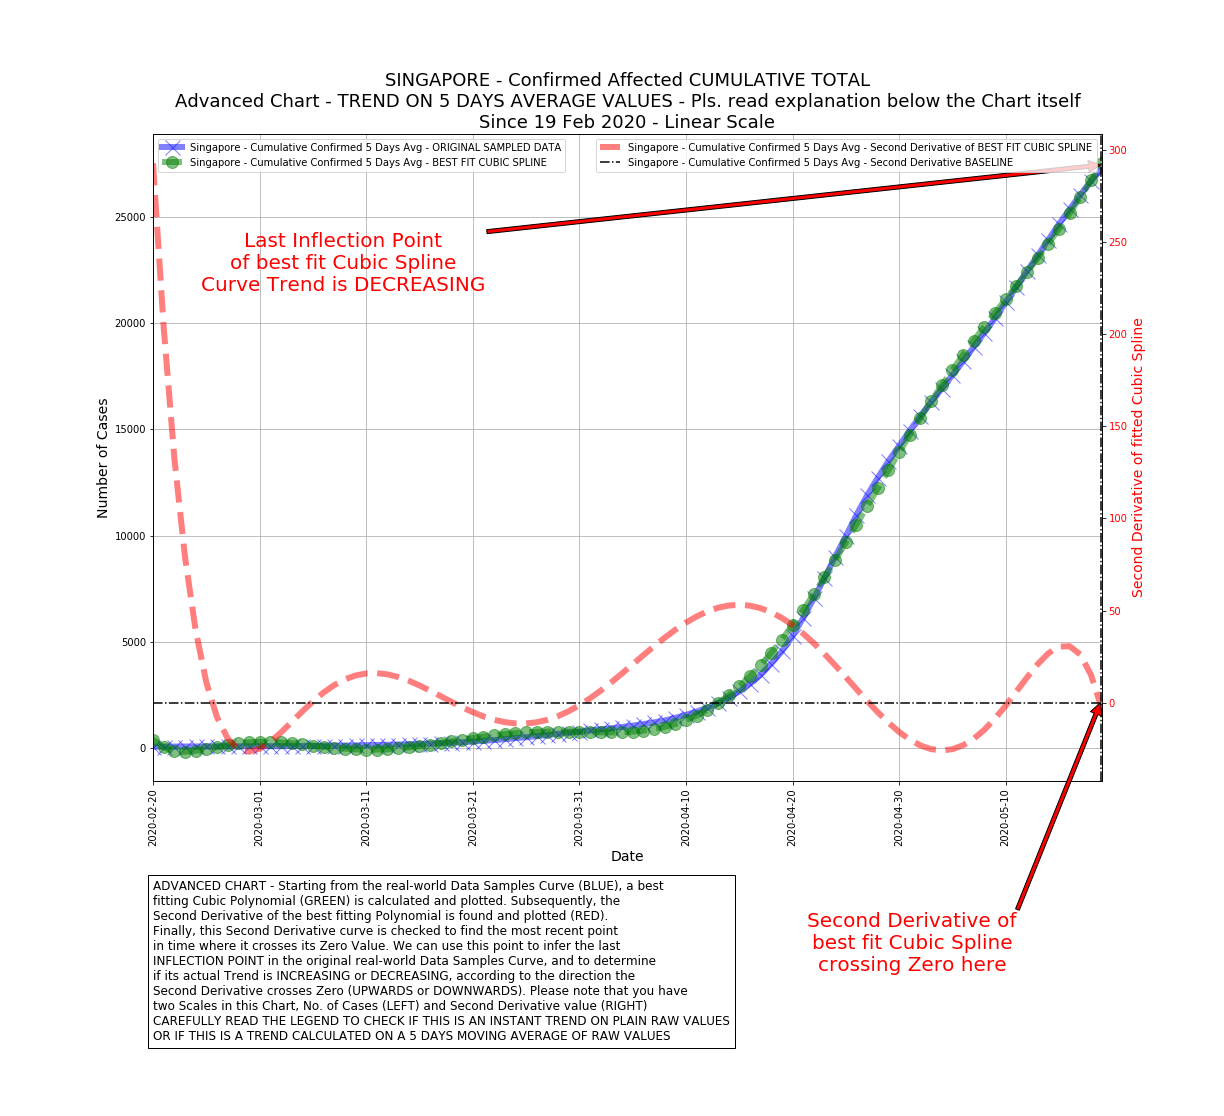 SINGAPORE - Confirmed Affected CUMULATIVE TOTAL
Advanced Chart - TREND ON 5 DAYS AVERAGE VALUES - Pls. read explanation below the Chart itself
Since 19 Feb 2020 - Linear Scale
Singapore - Cumulative Confirmed 5 Days Avg - ORIGINAL SAMPLED DATA
Singapore - Cumulative Confirmed 5 Days Avg - BEST FIT CUBIC SPLINE
Singapore - Cumulative Confirmed 5 Days Avg - Second Derivative of BEST FIT CUBIC SPLINE
Singapore - Cumulative Confirmed 5 Days Avg - Second Derivative BASELINE
Last Inflection Point
of best fit Cubic Spline
Curve Trend is DECREASING
Number of Cases
25000
20000
15000
10000
5000
0
300
250
200
150
100
50
0
Second Derivative of fitted Cubic Spline
2020-02-20
2020-03-01
2020-03-11
2020-03-21
2020-03-31
2020-04-10
2020-04-20
2020-04-30
2020-05-10
Date
ADVANCED CHART - Starting from the real-world Data Samples Curve (BLUE), a best
fitting Cubic Polynomial (GREEN) is calculated and plotted. Subsequently, the
Second Derivative of the best fitting Polynomial is found and plotted (RED).
Finally, this Second Derivative curve is checked to find the most recent point
in time where it crosses its Zero Value. We can use this point to infer the last
INFLECTION POINT in the original real-world Data Samples Curve, and to determine
if its actual Trend is INCREASING or DECREASING, according to the direction the
Second Derivative crosses Zero (UPWARDS or DOWNWARDS). Please note that you have
two Scales in this Chart, No. of Cases (LEFT) and Second Derivative value (RIGHT)
CAREFULLY READ THE LEGEND TO CHECK IF THIS IS AN INSTANT TREND ON PLAIN RAW VALUES
OR IF THIS IS A TREND CALCULATED ON A 5 DAYS MOVING AVERAGE OF RAW VALUES
Second Derivative of
best fit Cubic Spline
crossing Zero here